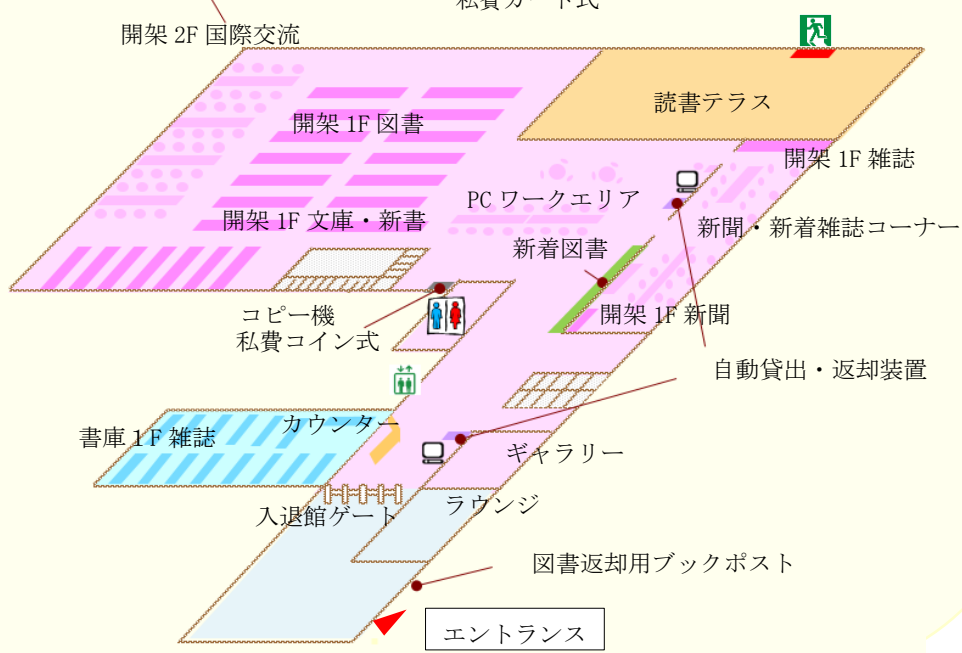 私費カード式
開架 2F 国際交流
読書テラス
開架 1F 図書
開架 1F 雑誌
PC ワークエリア
開架 1F 文庫・新書
新聞・新着雑誌コーナー
新着図書
コピー機
私費コイン式
開架 1F 新聞
自動貸出・返却装置
カウンター
書庫 1F 雑誌
ギャラリー
ラウンジ
入退館ゲート
図書返却用ブックポスト
エントランス